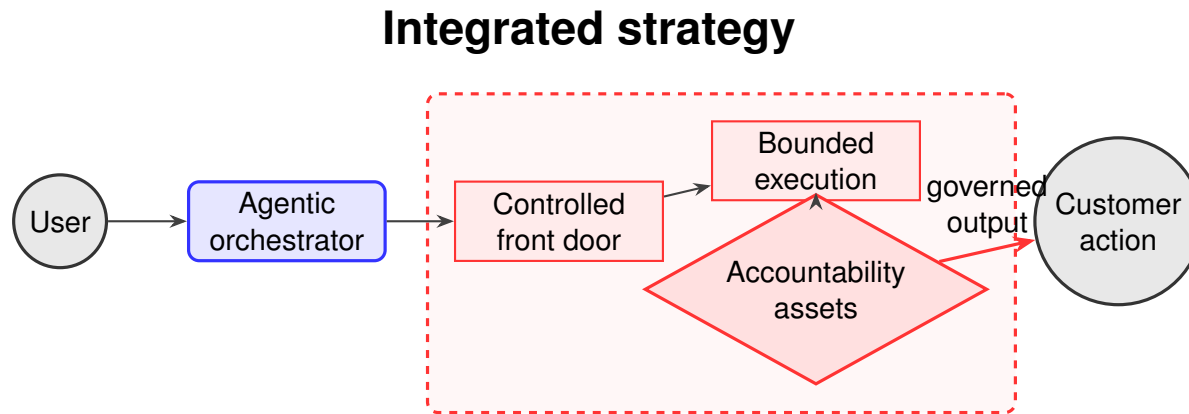 Integrated strategy
User
Agentic
orchestrator
Controlled
front door
Bounded
execution
Accountability
assets
governed
output
Customer
action